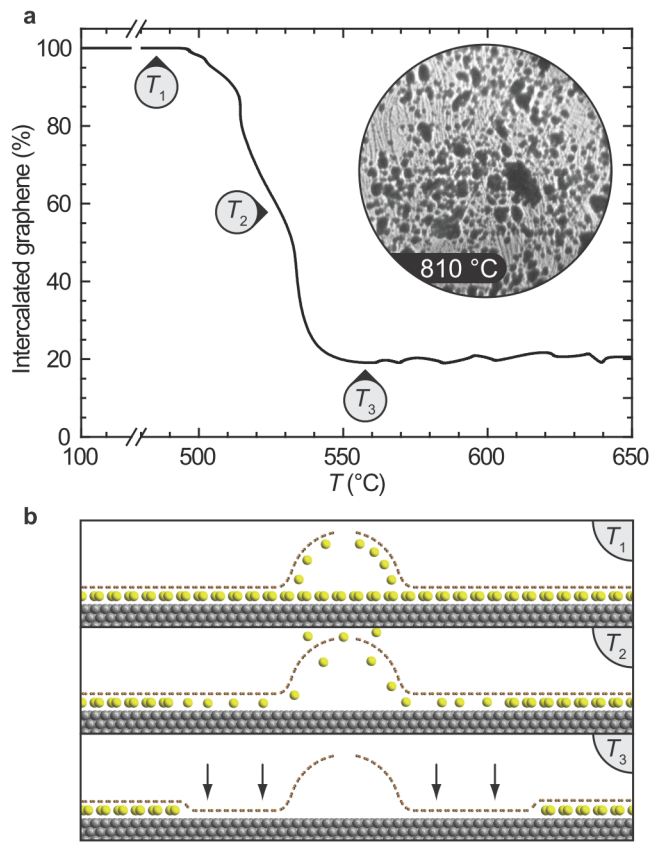 a
Intercalated graphene (%)
100
80
60
40
20
0
T₁
T₂
T₃
810 °C
100 500 550 600 650
T (°C)
b
T₁
T₂
T₃